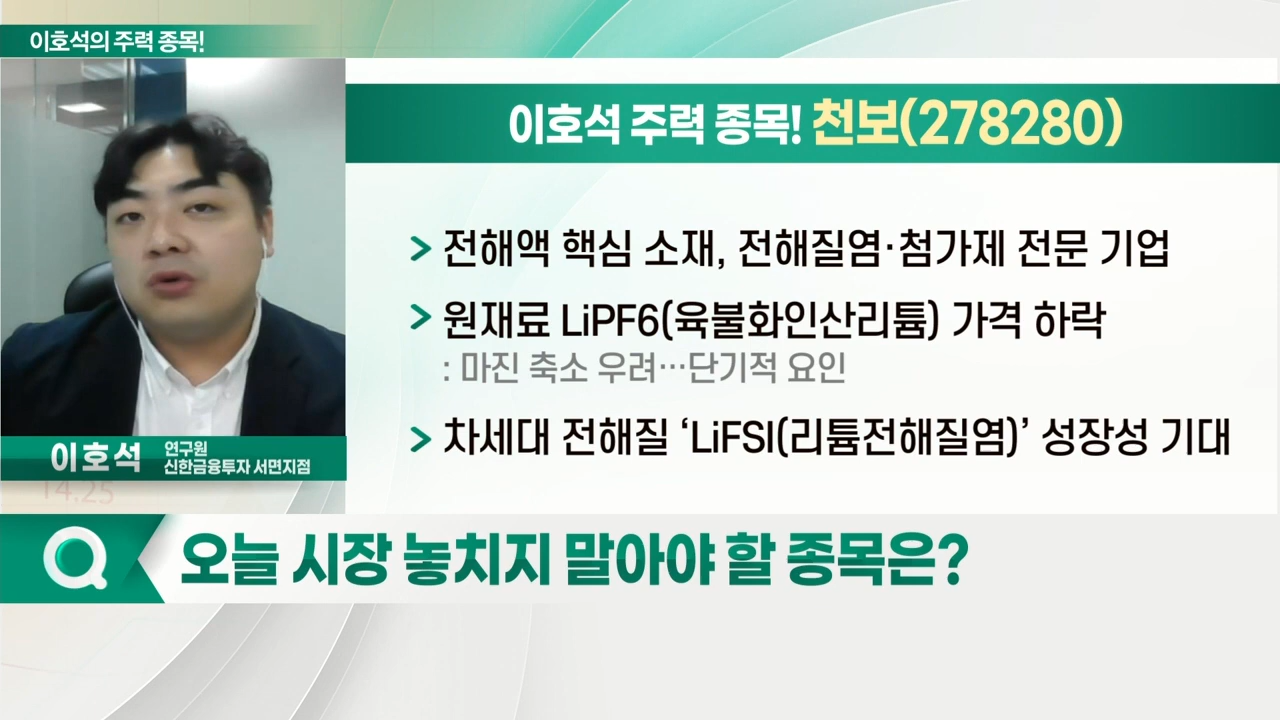 이호석의 주력 종목!
이호석 주력 종목! 천보(278280)
> 전해액 핵심 소재, 전해질염·첨가제 전문 기업
> 원재료 LiPF6(육불화인산리튬) 가격 하락
: 마진 축소 우려…단기적 요인
> 차세대 전해질 ‘LiFSI(리튬전해질염)’ 성장성 기대
이호석
연구원
신한금융투자 서면지점
14.25
Q 오늘 시장 놓치지 말아야 할 종목은?